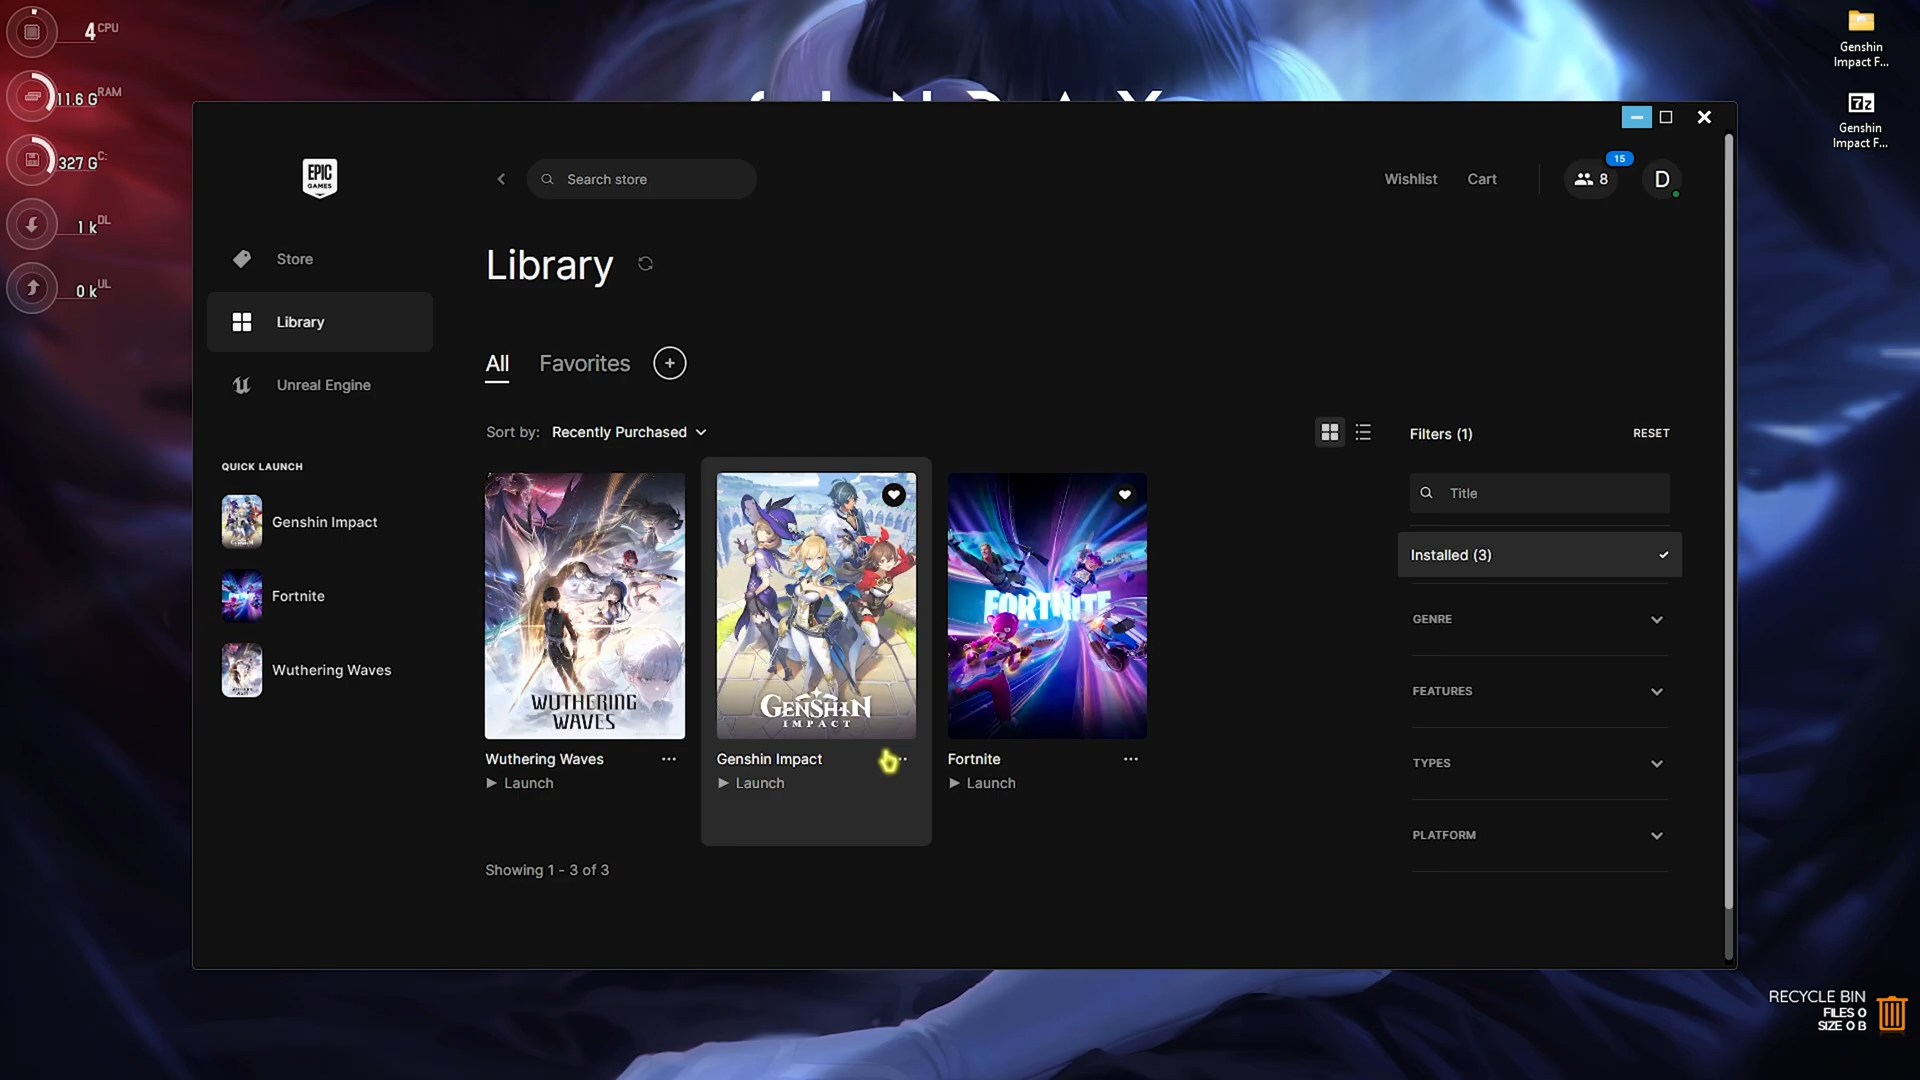 4 CPU
11.6 G RAM
327 G C:
1 k DL
0 k UL
Genshin
Impact F...
Genshin
Impact F...
7z
EPIC
GAMES
Search store
Wishlist
Cart
8
15
D
Store
Library
Unreal Engine
Library
All
Favorites
Sort by: Recently Purchased
Filters (1)
RESET
QUICK LAUNCH
Genshin Impact
Fortnite
Wuthering Waves
WUTHERING
WAVES
GENSHIN
IMPACT
FORTNITE
Wuthering Waves
Launch
Genshin Impact
Launch
Fortnite
Launch
Showing 1 - 3 of 3
Title
Installed (3)
GENRE
FEATURES
TYPES
PLATFORM
RECYCLE BIN
FILES 0
SIZE 0 B